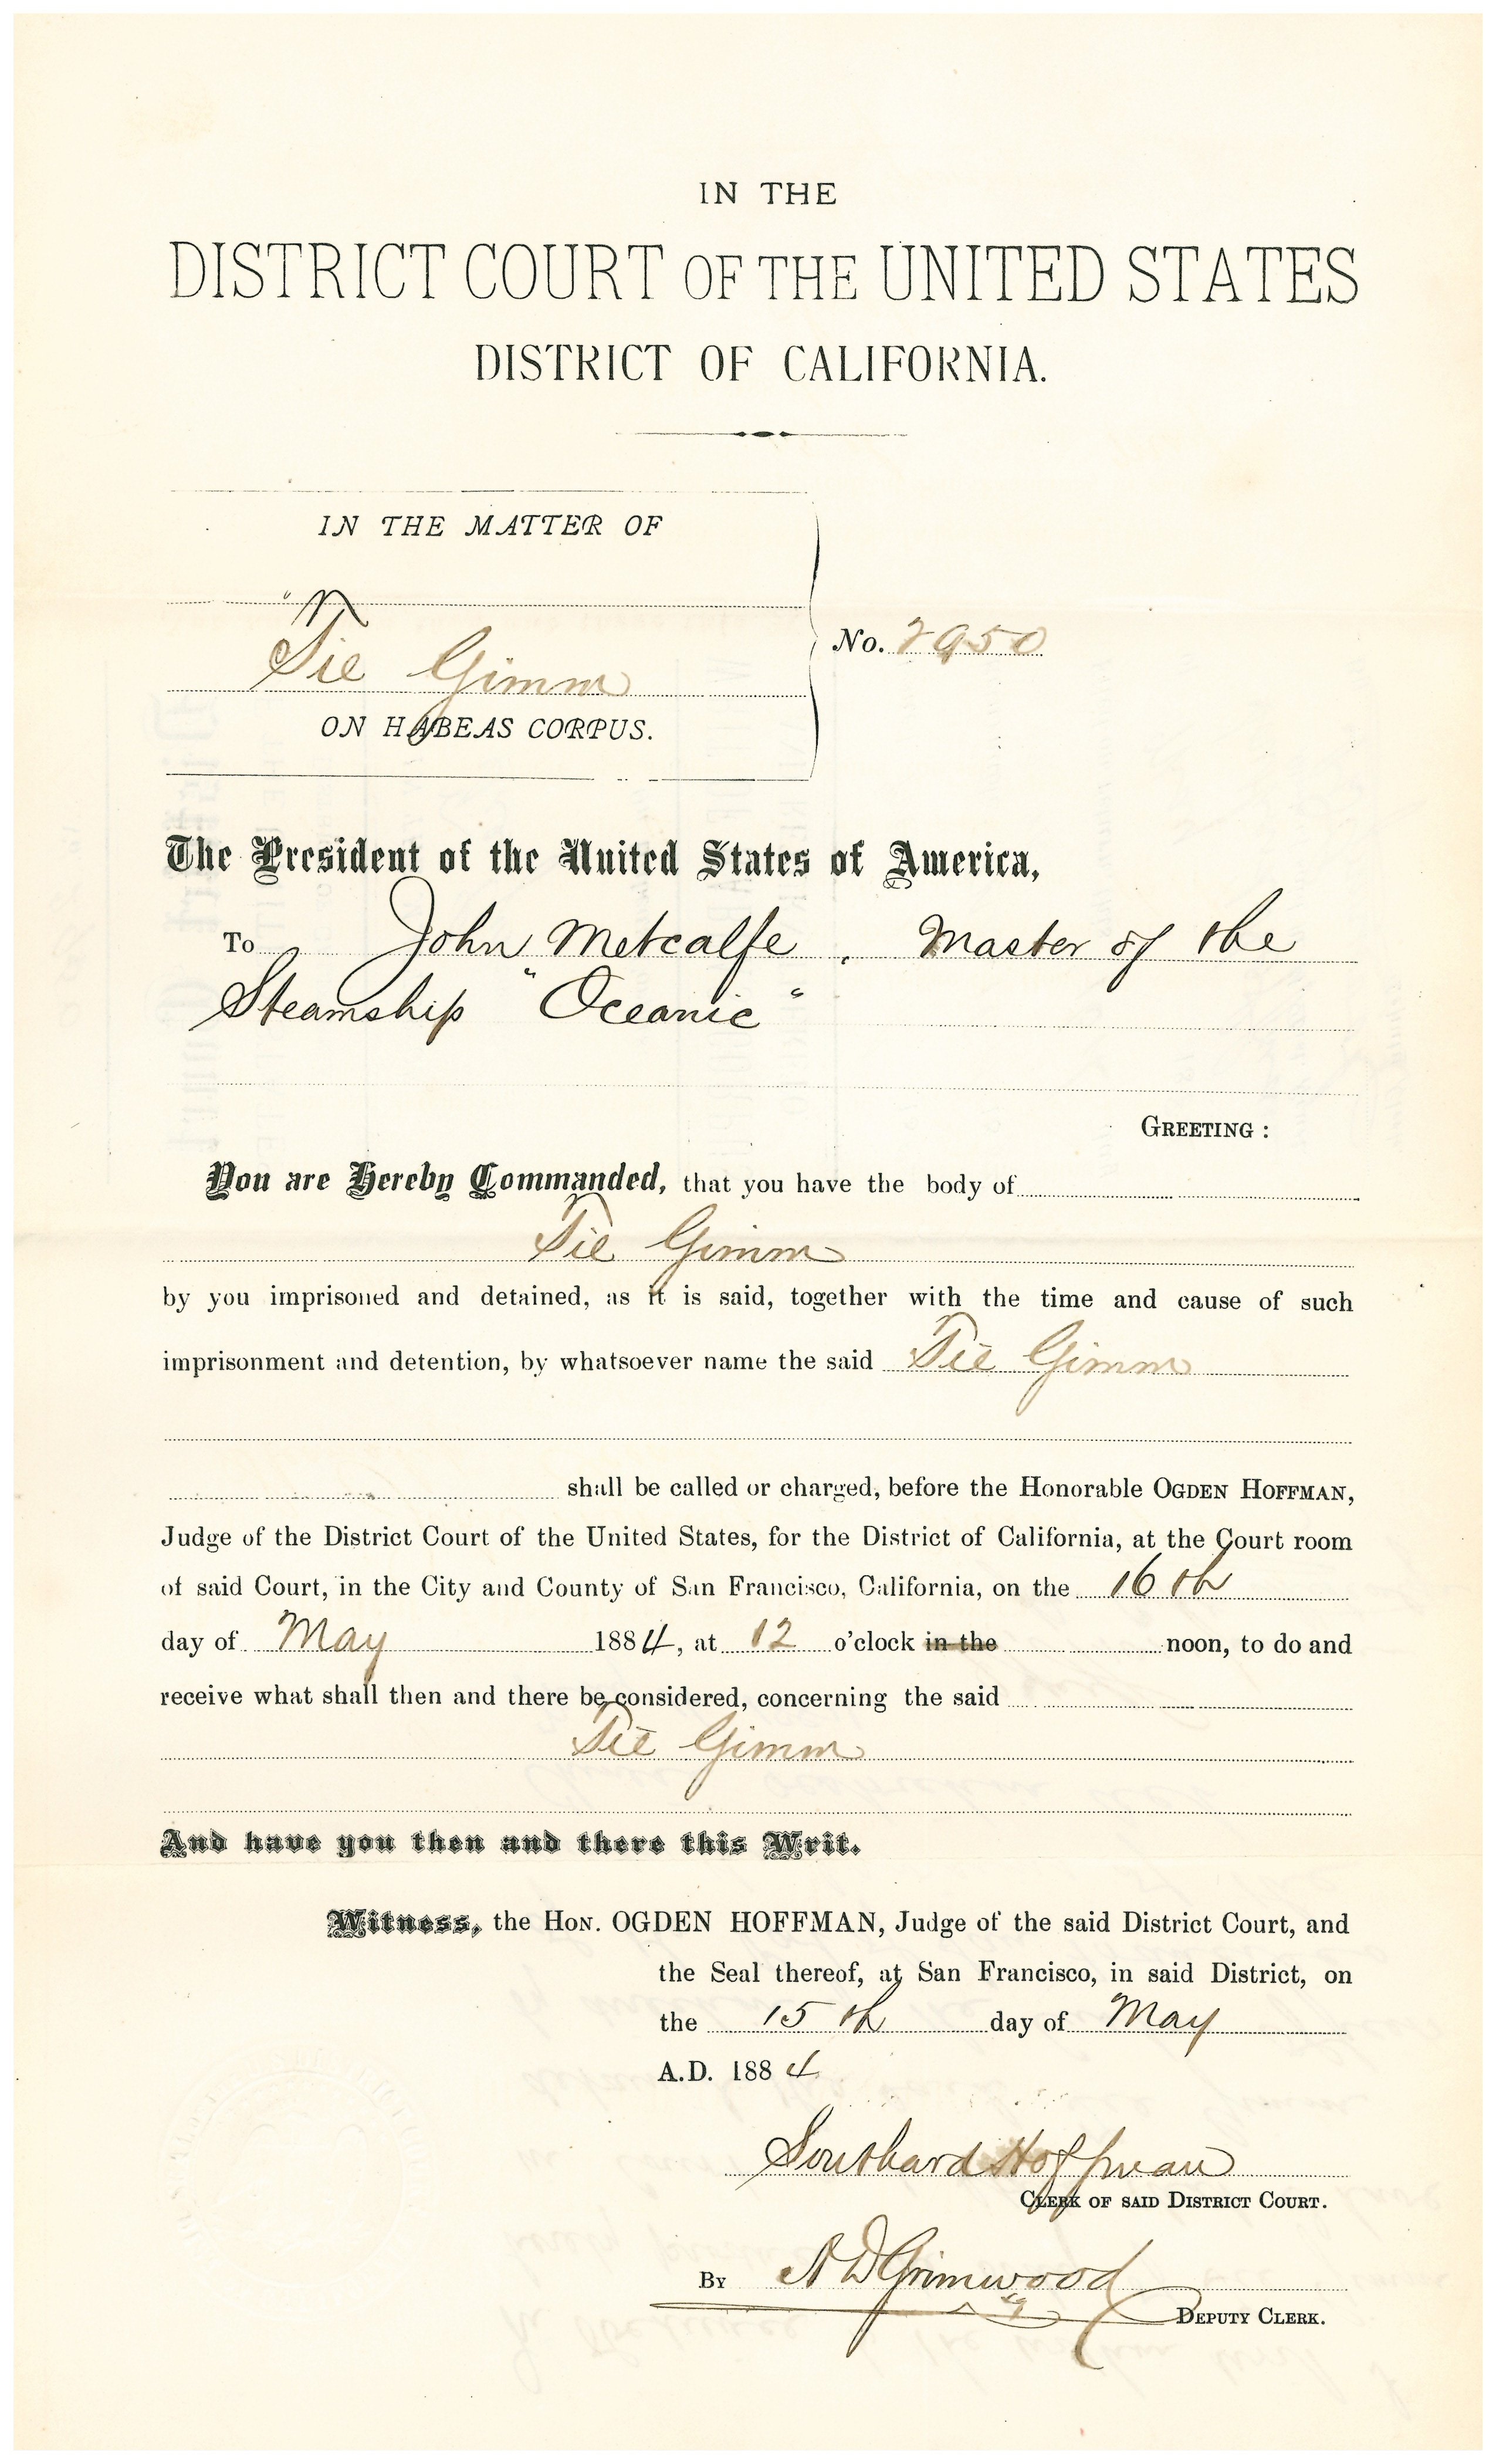 IN THE
DISTRICT COURT OF THE UNITED STATES
DISTRICT OF CALIFORNIA.
IN THE MATTER OF
Tie Gimm
No. 2950
ON HABEAS CORPUS.
The President of the United States of America,
To John Metcalfe, Master of the
Steamship "Oceanic"
GREETING:
You are Hereby Commanded, that you have the body of
Tie Gimm
by you imprisoned and detained, as it is said, together with the time and cause of such
imprisonment and detention, by whatsoever name the said Tie Gimm
shall be called or charged, before the Honorable OGDEN HOFFMAN,
Judge of the District Court of the United States, for the District of California, at the Court room
of said Court, in the City and County of San Francisco, California, on the 16th
day of May 1884, at 12 o'clock in the noon, to do and
receive what shall then and there be considered, concerning the said
Tie Gimm
And have you then and there this Writ.
Witness, the HON. OGDEN HOFFMAN, Judge of the said District Court, and
the Seal thereof, at San Francisco, in said District, on
the 15th day of May
A.D. 1884
Southard Hoffman
CLERK OF SAID DISTRICT COURT.
By A D Grimwood
DEPUTY CLERK.